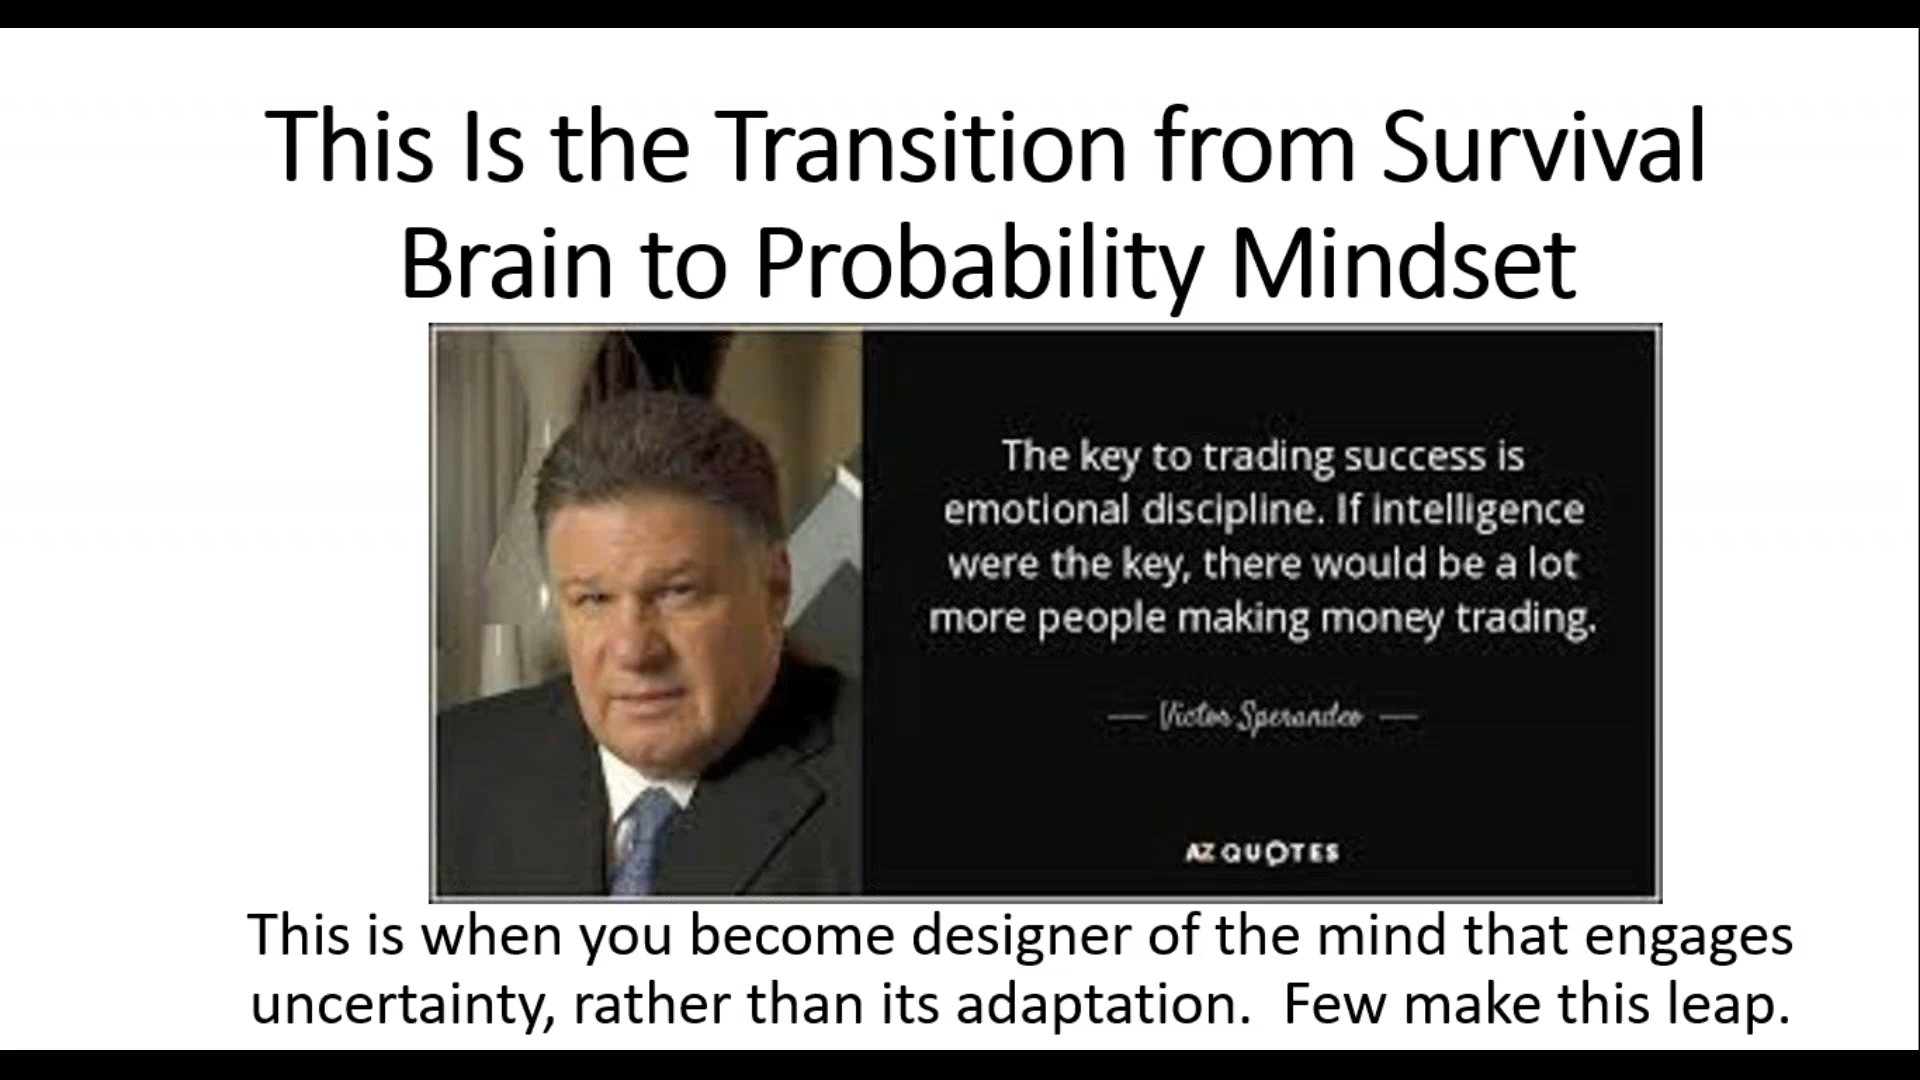 This Is the Transition from Survival
Brain to Probability Mindset
The key to trading success is
emotional discipline. If intelligence
were the key, there would be a lot
more people making money trading.
— Victor Sperandeo —
AZ QUOTES
This is when you become designer of the mind that engages
uncertainty, rather than its adaptation.  Few make this leap.